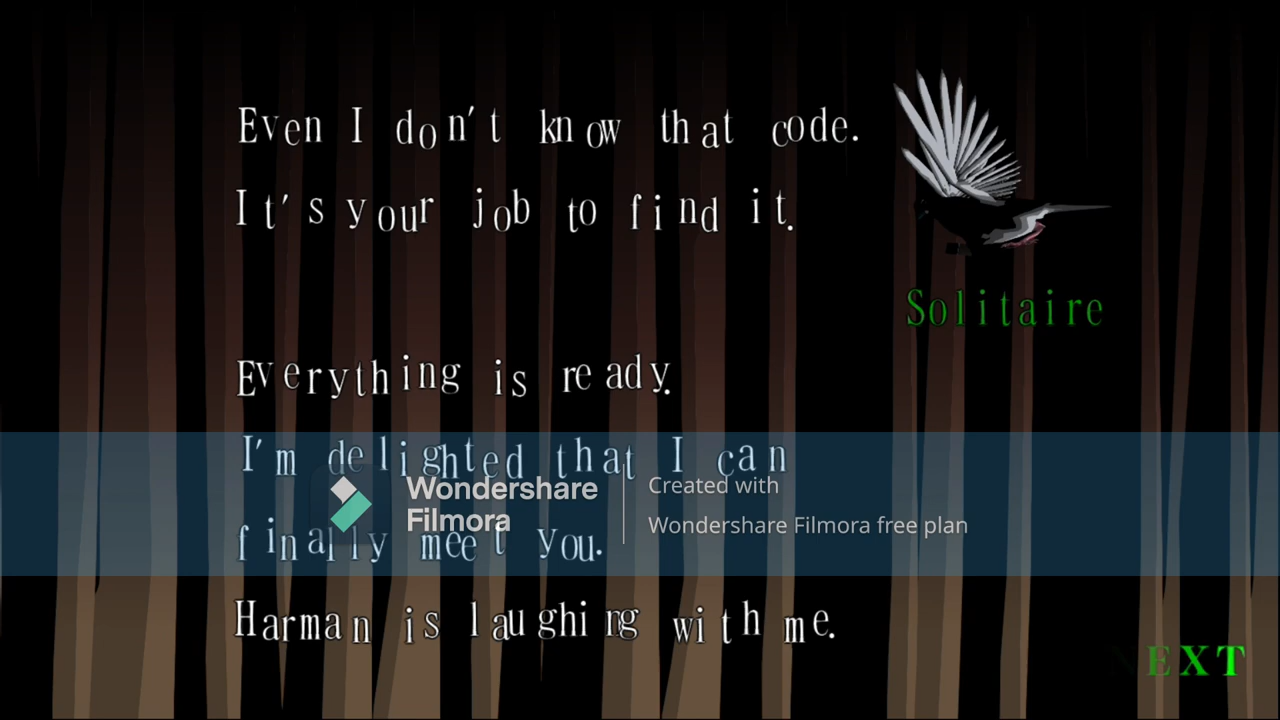 Even I don't know that code.
It's your job to find it.
Solitaire
Everything is ready.
I'm delighted that I can
finally meet you.
Wondershare
Filmora
Created with
Wondershare Filmora free plan
Harman is laughing with me.
NEXT